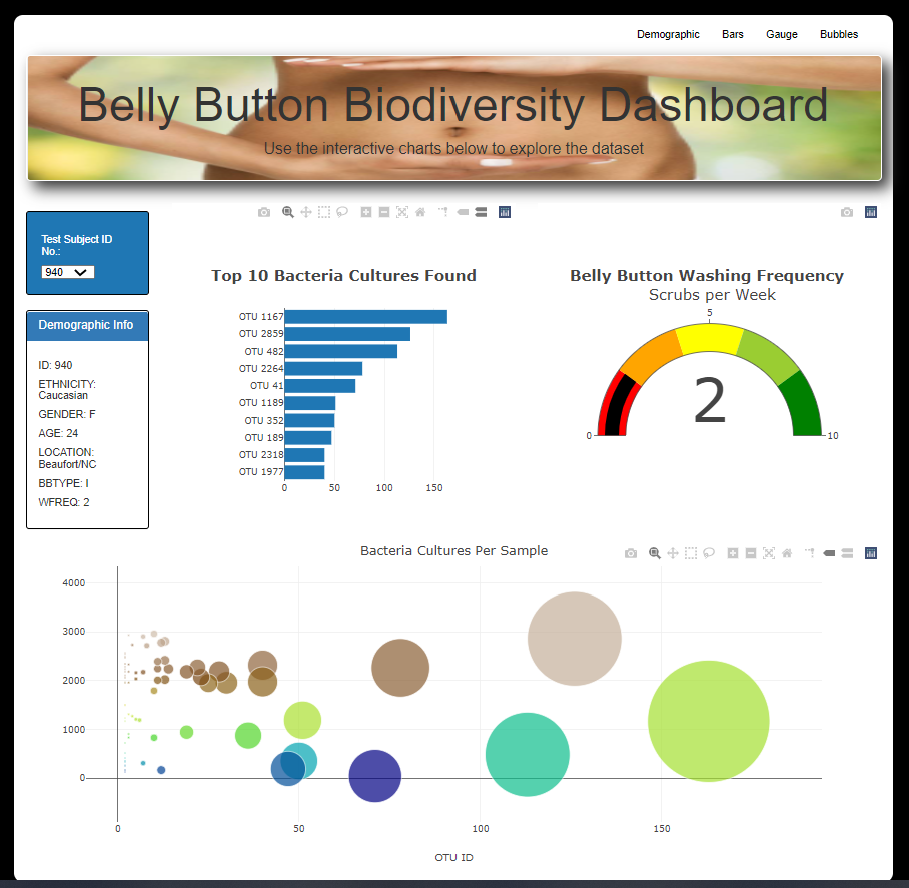 Demographic Bars Gauge Bubbles
Belly Button Biodiversity Dashboard
Use the interactive charts below to explore the dataset
Test Subject ID
No.:
940
Demographic Info
ID: 940
ETHNICITY:
Caucasian
GENDER: F
AGE: 24
LOCATION:
Beaufort/NC
BBTYPE: I
WFREQ: 2
Top 10 Bacteria Cultures Found
OTU 1167
OTU 2859
OTU 482
OTU 2264
OTU 41
OTU 1189
OTU 352
OTU 189
OTU 2318
OTU 1977
0 50 100 150
Belly Button Washing Frequency
Scrubs per Week
5
2
0 10
Bacteria Cultures Per Sample
4000
3000
2000
1000
0
0 50 100 150
OTU ID